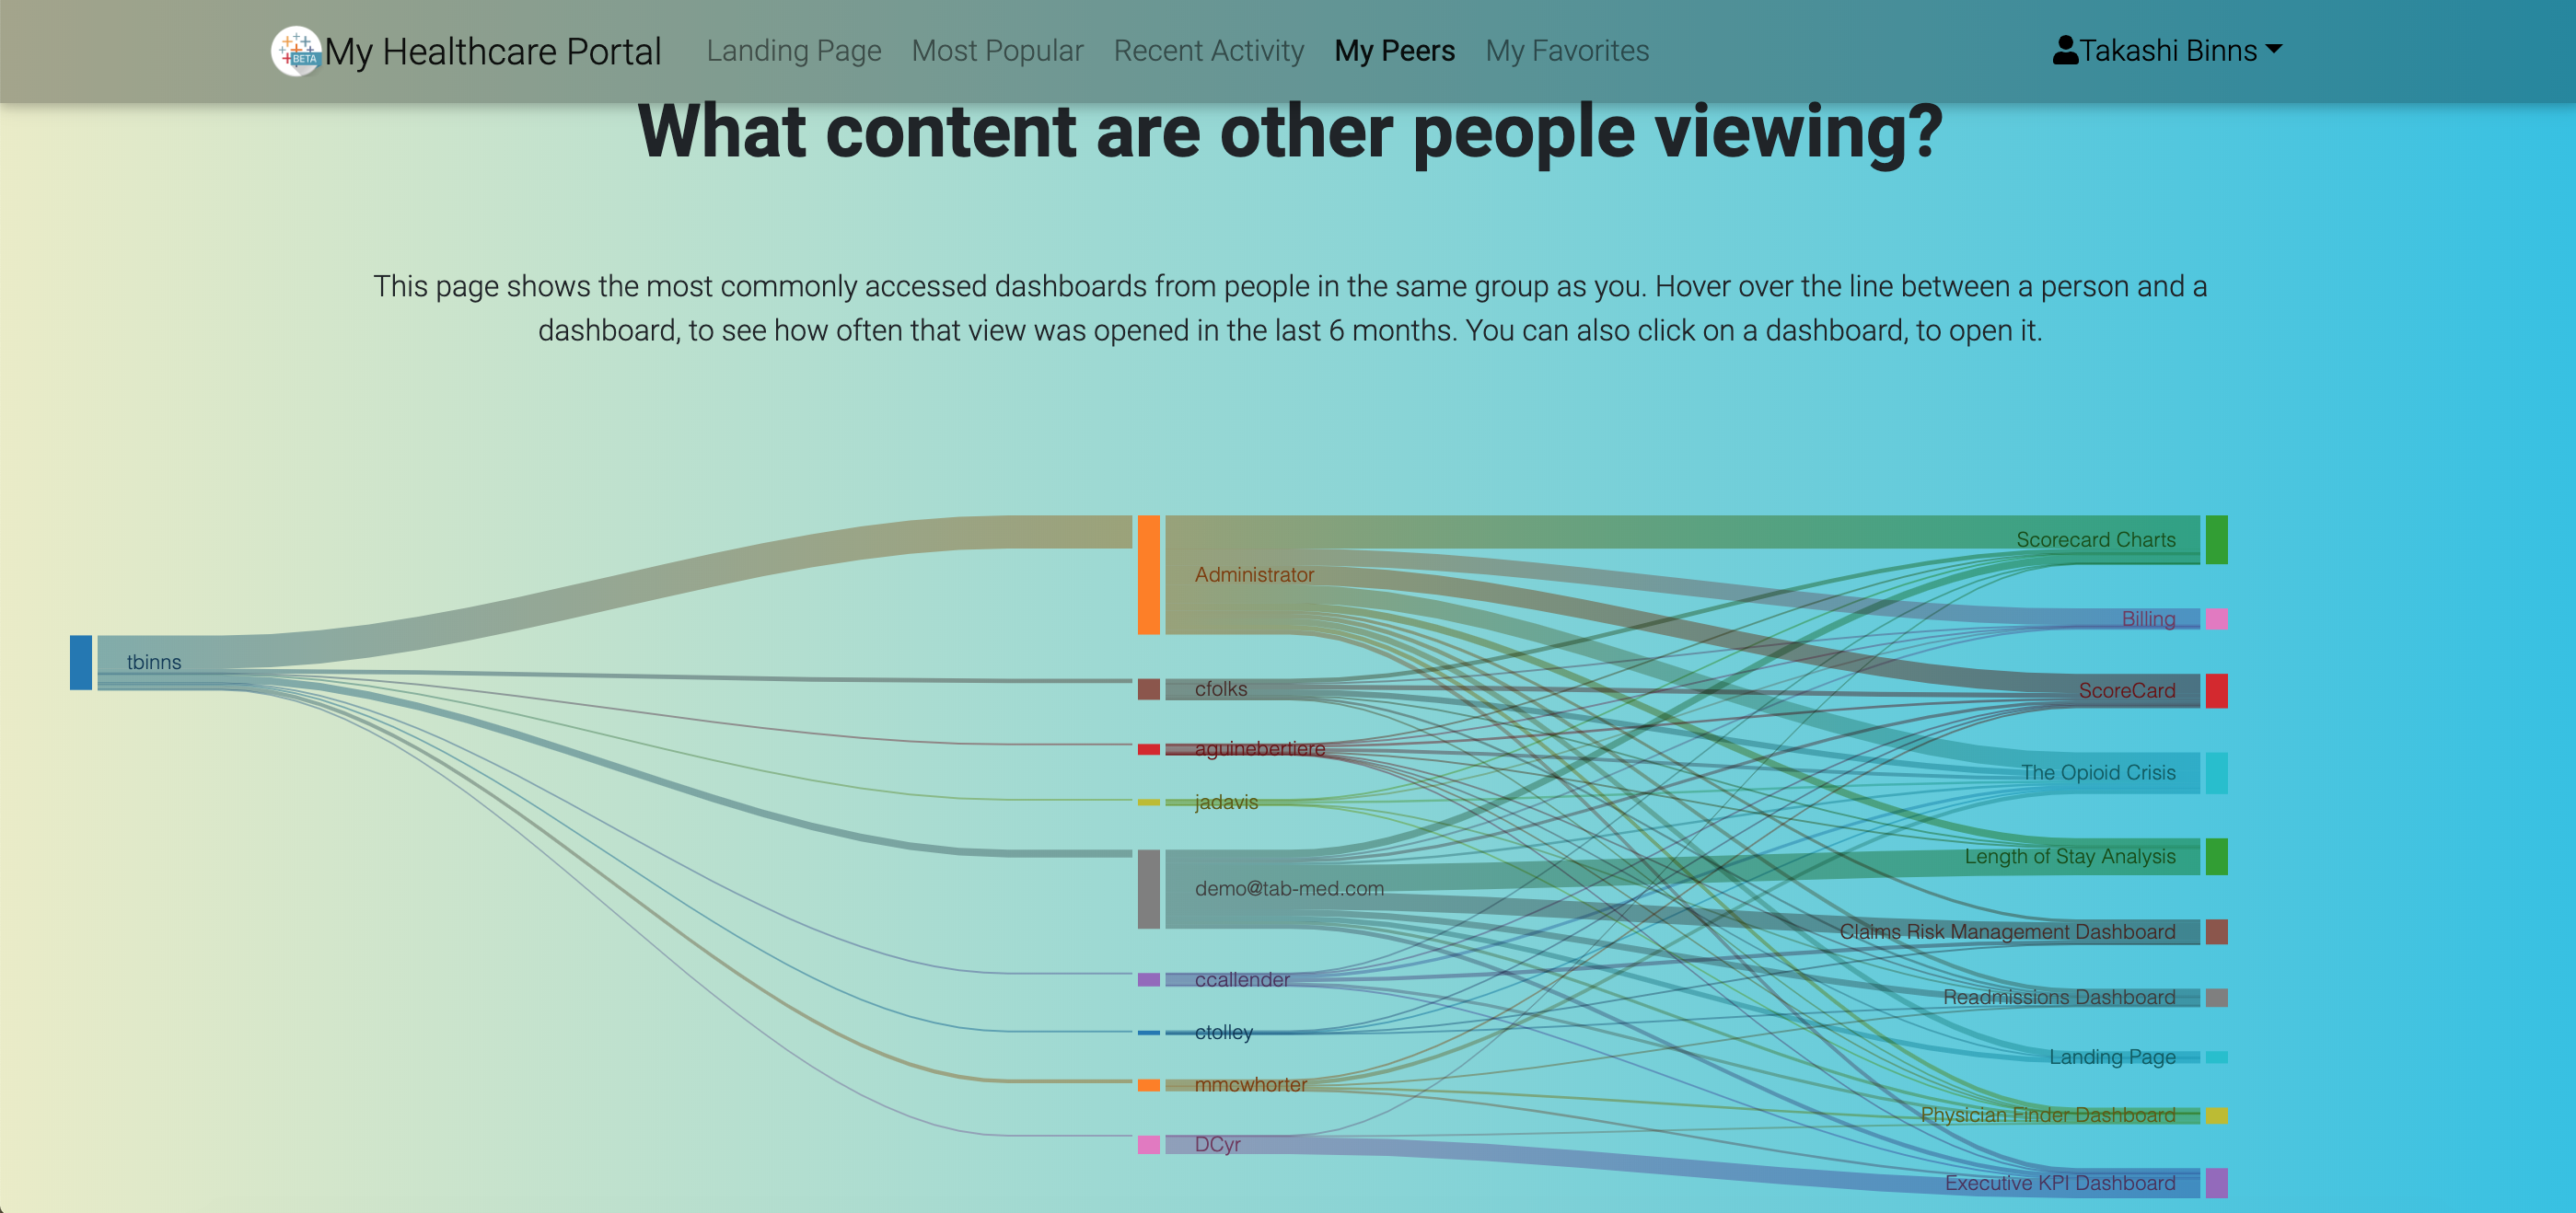 BETA
My Healthcare Portal
Landing Page
Most Popular
Recent Activity
My Peers
My Favorites
Takashi Binns
What content are other people viewing?
This page shows the most commonly accessed dashboards from people in the same group as you. Hover over the line between a person and a
dashboard, to see how often that view was opened in the last 6 months. You can also click on a dashboard, to open it.
tbinns
Administrator
cfolks
aguinebertiere
jadavis
demo@tab-med.com
ccallender
ctolley
mmcwhorter
DCyr
Scorecard Charts
Billing
ScoreCard
The Opioid Crisis
Length of Stay Analysis
Claims Risk Management Dashboard
Readmissions Dashboard
Landing Page
Physician Finder Dashboard
Executive KPI Dashboard